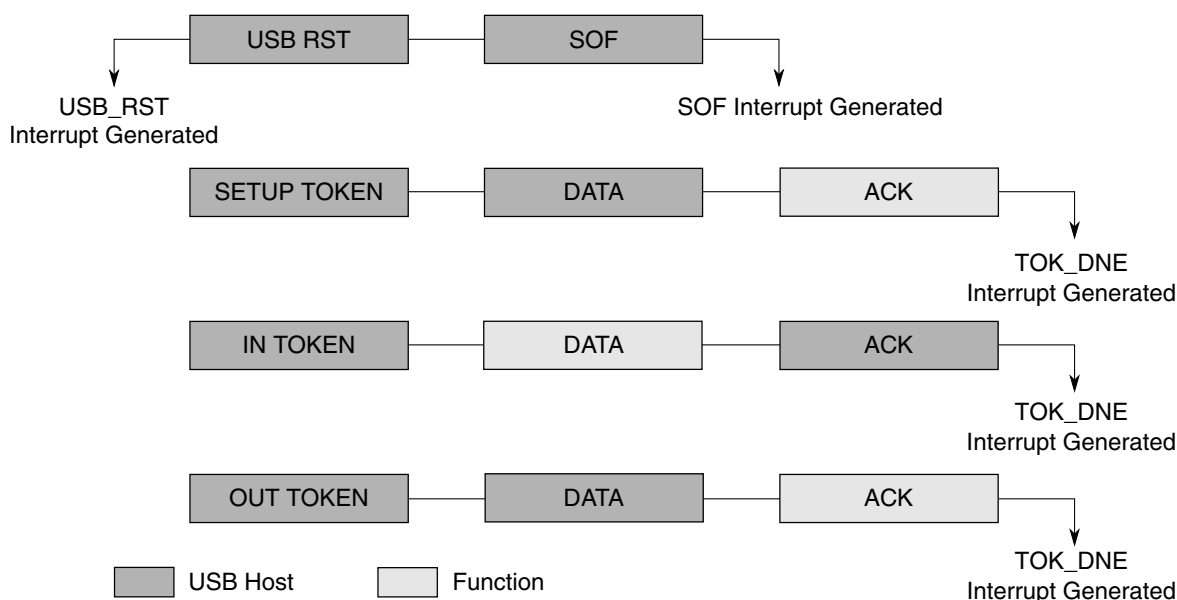 USB RST
SOF
USB_RST
Interrupt Generated
SOF Interrupt Generated
SETUP TOKEN
DATA
ACK
TOK_DNE
Interrupt Generated
IN TOKEN
DATA
ACK
TOK_DNE
Interrupt Generated
OUT TOKEN
DATA
ACK
TOK_DNE
Interrupt Generated
USB Host
Function